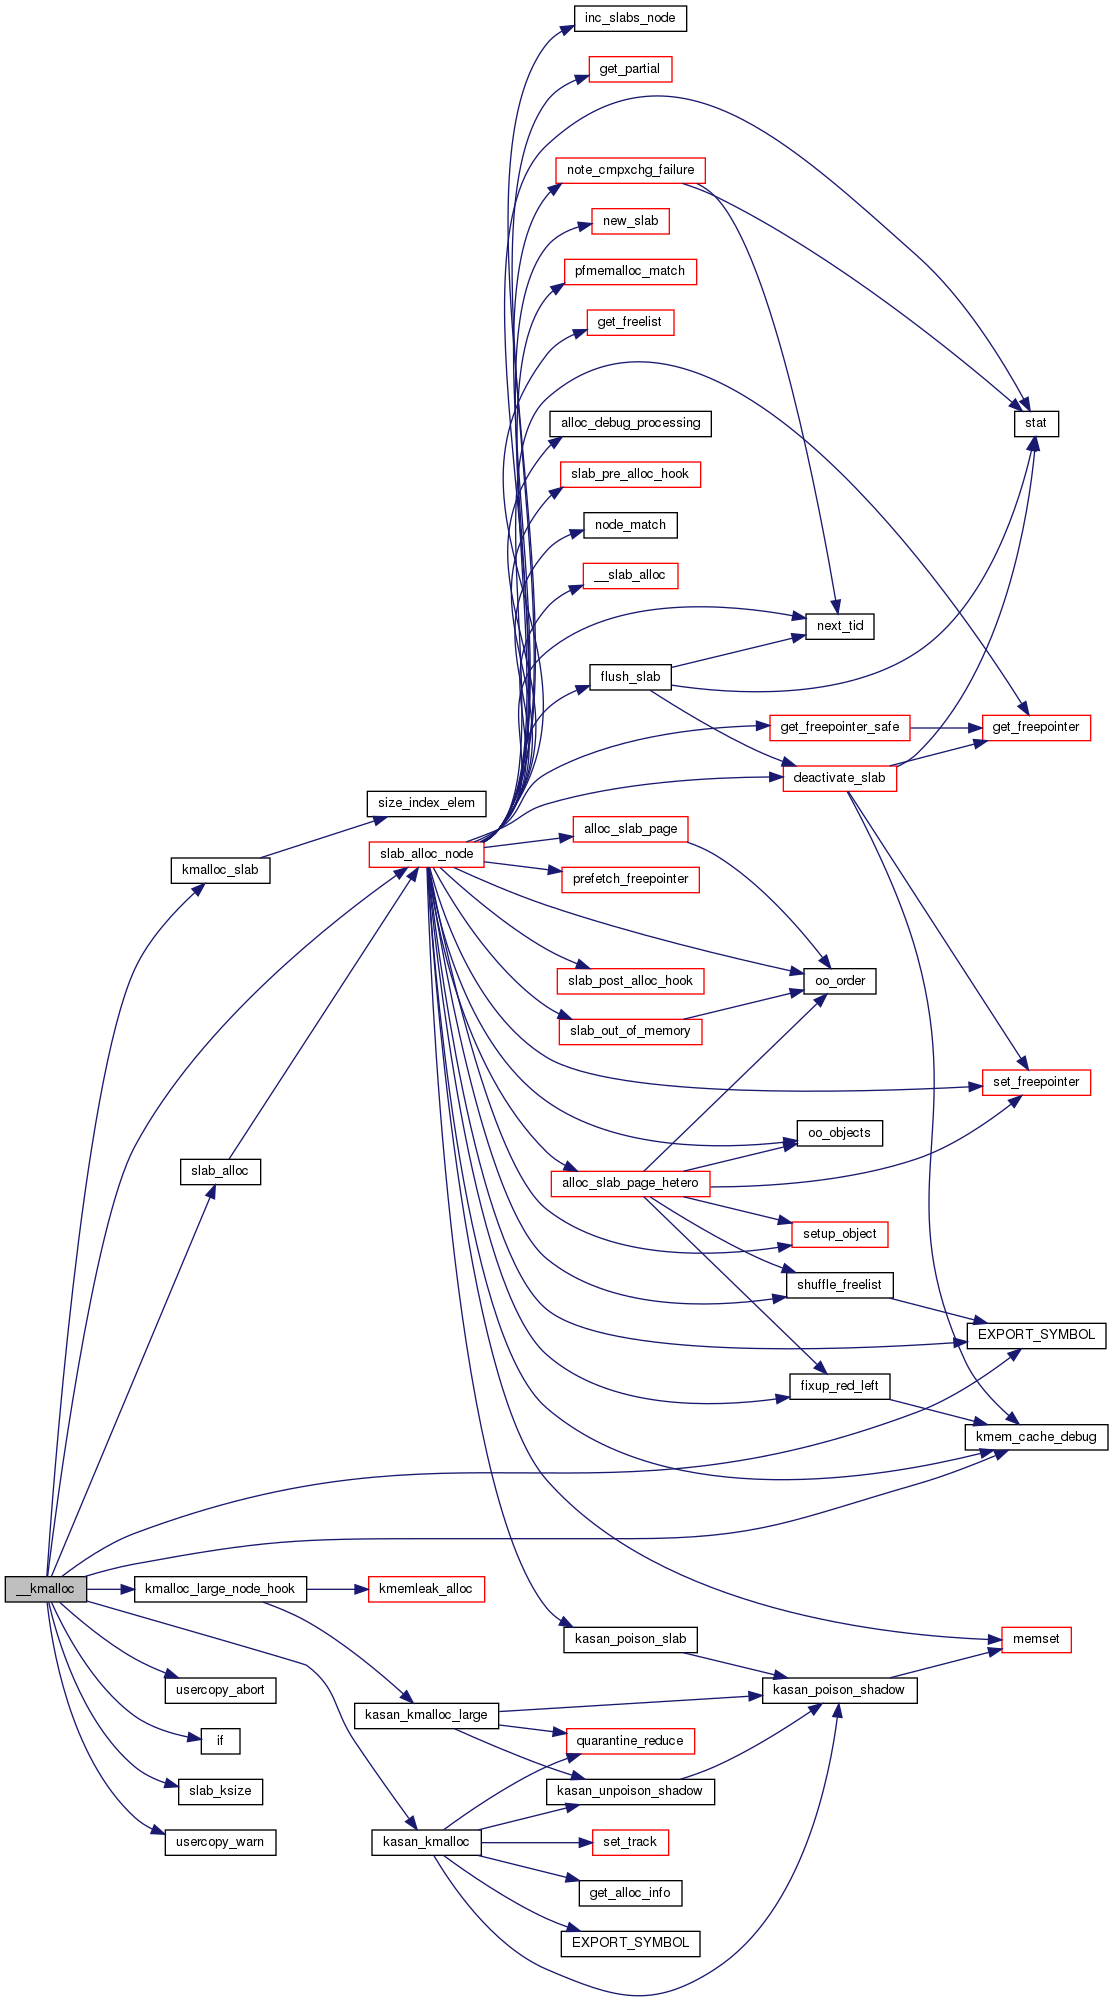 inc_slabs_node
get_partial
note_cmpxchg_failure
new_slab
pfmemalloc_match
get_freelist
alloc_debug_processing
stat
slab_pre_alloc_hook
node_match
__slab_alloc
next_tid
flush_slab
get_freepointer_safe
get_freepointer
deactivate_slab
size_index_elem
alloc_slab_page
slab_alloc_node
kmalloc_slab
prefetch_freepointer
slab_post_alloc_hook
oo_order
slab_out_of_memory
set_freepointer
oo_objects
slab_alloc
alloc_slab_page_hetero
setup_object
shuffle_freelist
EXPORT_SYMBOL
fixup_red_left
kmem_cache_debug
__kmalloc
kmalloc_large_node_hook
kmemleak_alloc
kasan_poison_slab
memset
usercopy_abort
kasan_poison_shadow
kasan_kmalloc_large
if
quarantine_reduce
slab_ksize
kasan_unpoison_shadow
usercopy_warn
kasan_kmalloc
set_track
get_alloc_info
EXPORT_SYMBOL